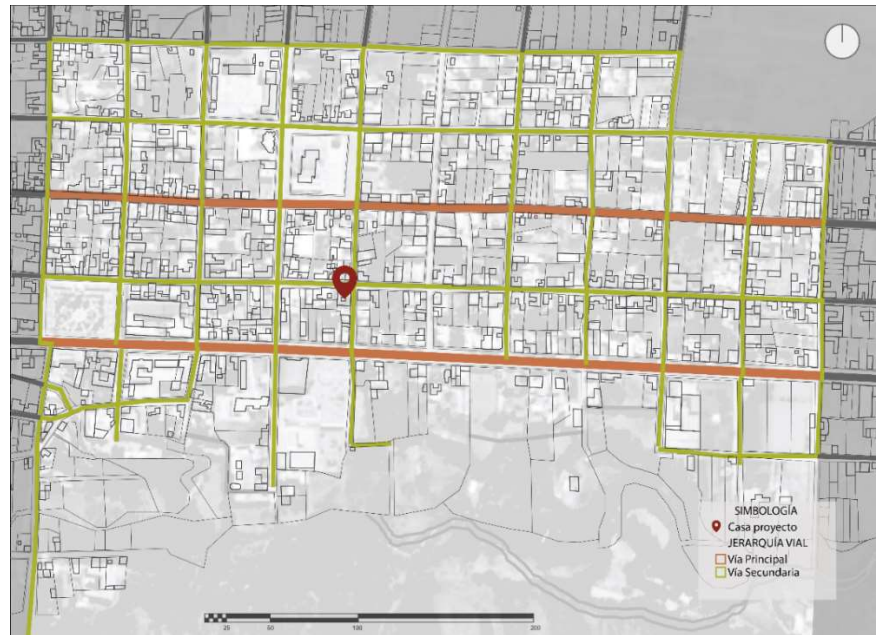 SIMBOLOGÍA
Casa proyecto
JERARQUÍA VIAL
Vía Principal
Vía Secundaria
25 50 100 200